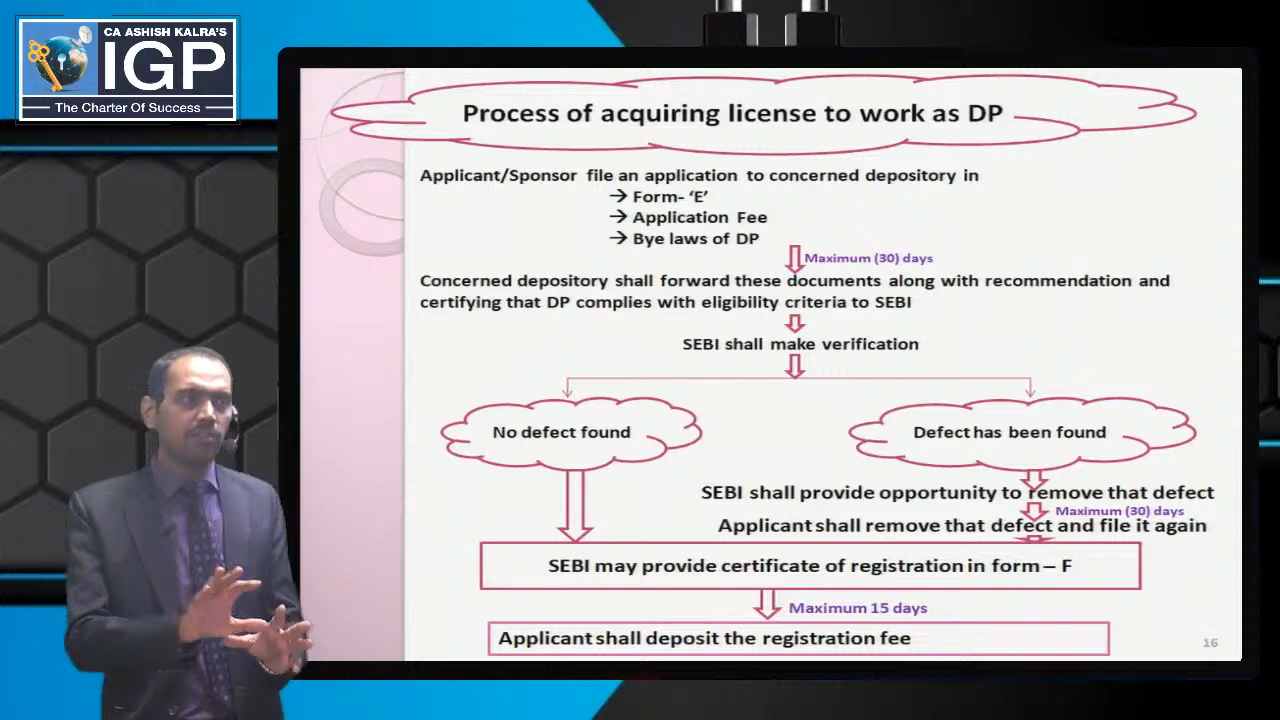 CA ASHISH KALRA'S
IGP
The Charter Of Success
Process of acquiring license to work as DP
Applicant/Sponsor file an application to concerned depository in
→ Form- ‘E’
→ Application Fee
→ Bye laws of DP
Maximum (30) days
Concerned depository shall forward these documents along with recommendation and
certifying that DP complies with eligibility criteria to SEBI
SEBI shall make verification
No defect found
Defect has been found
SEBI shall provide opportunity to remove that defect
Maximum (30) days
Applicant shall remove that defect and file it again
SEBI may provide certificate of registration in form – F
Maximum 15 days
Applicant shall deposit the registration fee
16